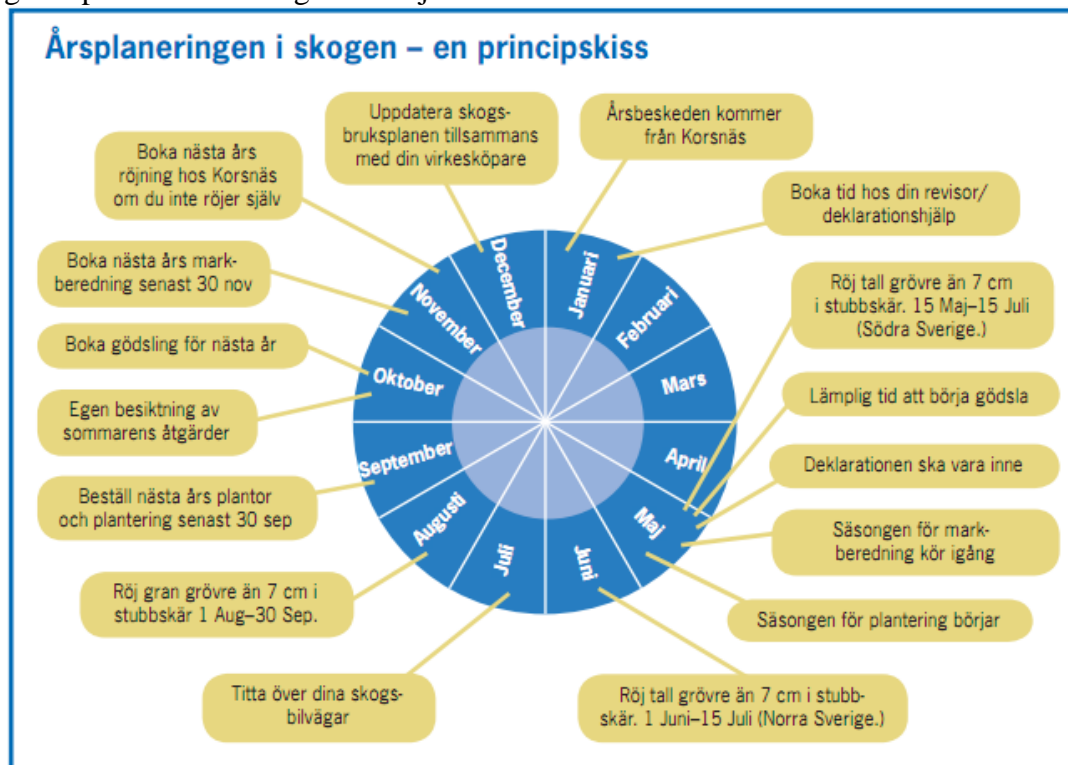 Årsplaneringen i skogen – en principskiss
Uppdatera skogs-
bruksplanen tillsammans
med din virkesköpare
Årsbeskeden kommer
från Korsnäs
Boka nästa års
röjning hos Korsnäs
om du inte röjer själv
Boka tid hos din revisor/
deklarationshjälp
Boka nästa års mark-
beredning senast 30 nov
Röj tall grövre än 7 cm
i stubbskär. 15 Maj–15 Juli
(Södra Sverige.)
Boka gödsling för nästa år
Lämplig tid att börja gödsla
Egen besiktning av
sommarens åtgärder
Deklarationen ska vara inne
Beställ nästa års plantor
och plantering senast 30 sep
Säsongen för mark-
beredning kör igång
Röj gran grövre än 7 cm i
stubbskär 1 Aug–30 Sep.
Säsongen för plantering börjar
Titta över dina skogs-
bilvägar
Röj tall grövre än 7 cm i stubb-
skär. 1 Juni–15 Juli (Norra Sverige.)
Januari
Februari
Mars
April
Maj
Juni
Juli
Augusti
September
Oktober
November
December